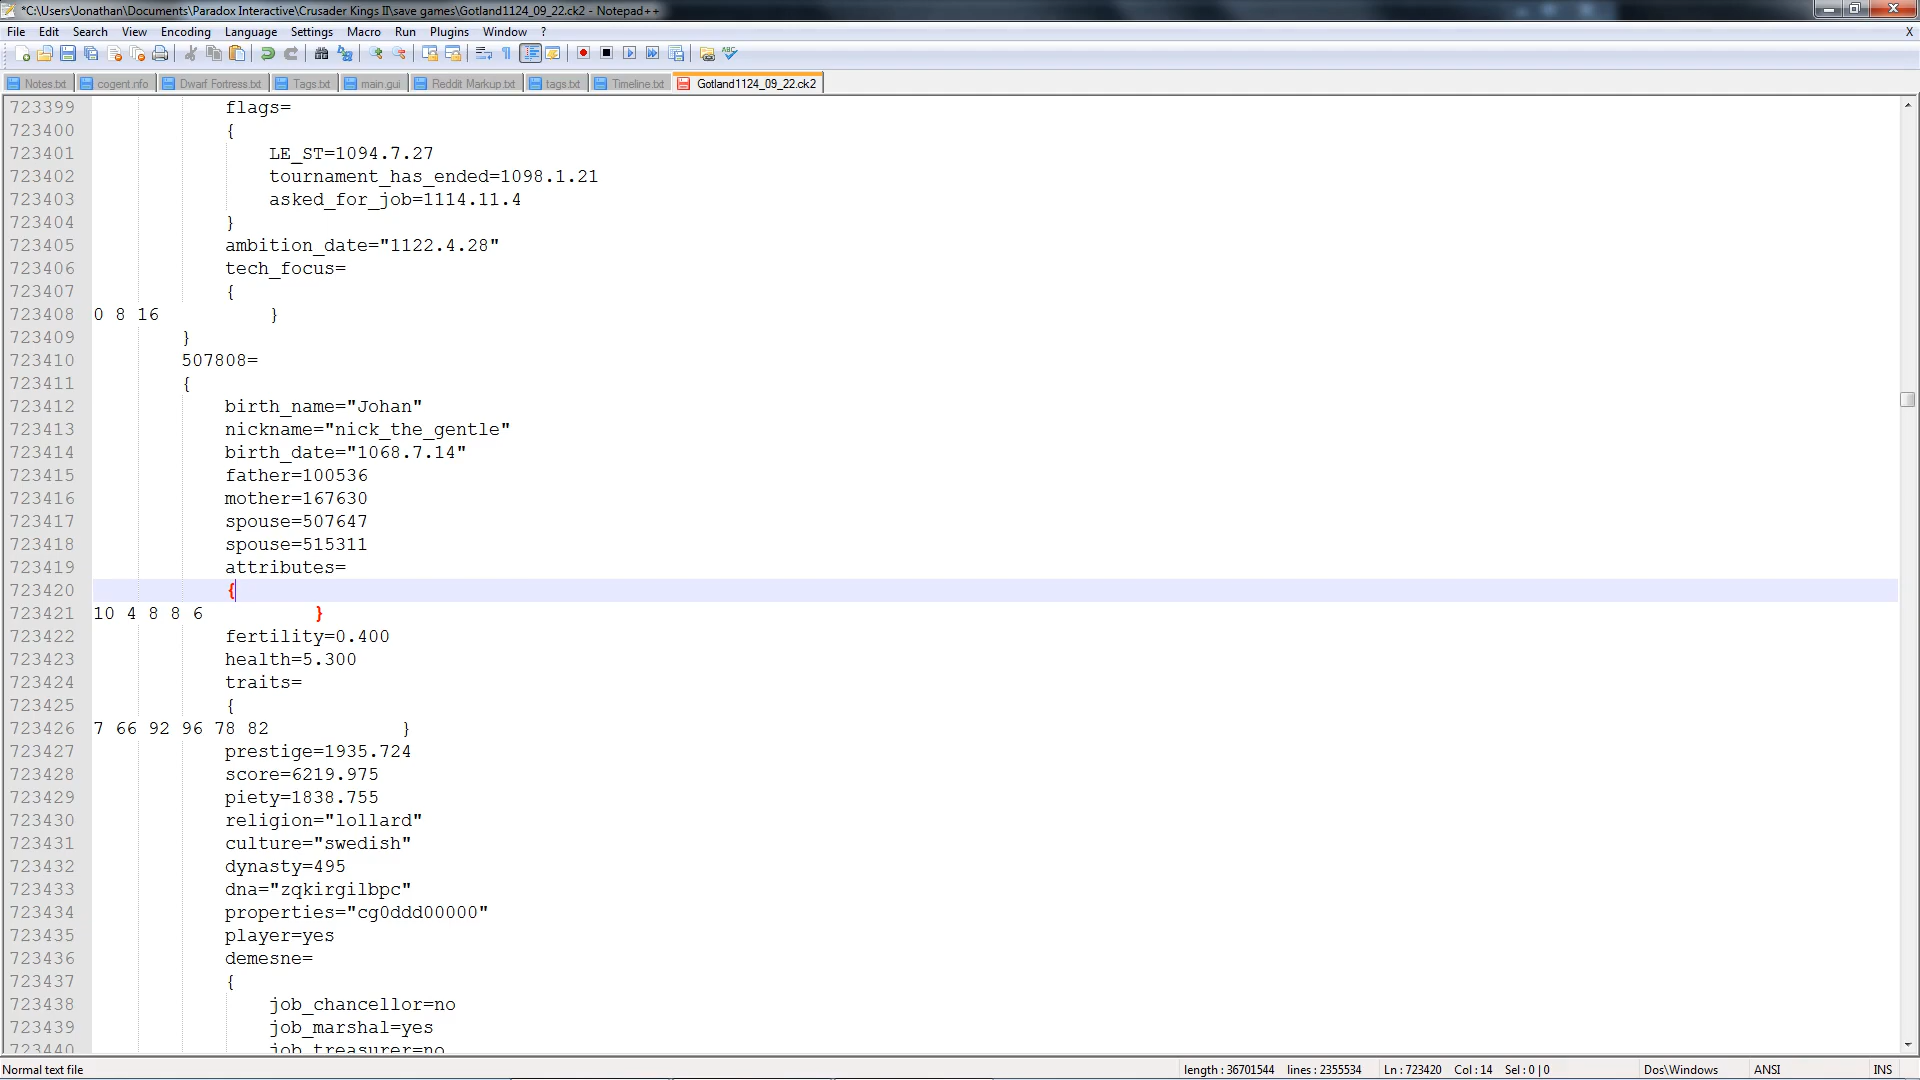 *C:\Users\Jonathan\Documents\Paradox Interactive\Crusader Kings II\save games\Gotland1124_09_22.ck2 - Notepad++
File Edit Search View Encoding Language Settings Macro Run Plugins Window ? X
Notes.txt cogent.nfo Dwarf Fortress.txt Tags.txt main.gui Reddit Markup.txt tags.txt Timeline.txt Gotland1124_09_22.ck2
723399 flags=
723400 {
723401 LE_ST=1094.7.27
723402 tournament_has_ended=1098.1.21
723403 asked_for_job=1114.11.4
723404 }
723405 ambition_date="1122.4.28"
723406 tech_focus=
723407 {
723408 0 8 16 }
723409 }
723410 507808=
723411 {
723412 birth_name="Johan"
723413 nickname="nick_the_gentle"
723414 birth_date="1068.7.14"
723415 father=100536
723416 mother=167630
723417 spouse=507647
723418 spouse=515311
723419 attributes=
723420 {
723421 10 4 8 8 6 }
723422 fertility=0.400
723423 health=5.300
723424 traits=
723425 {
723426 7 66 92 96 78 82 }
723427 prestige=1935.724
723428 score=6219.975
723429 piety=1838.755
723430 religion="lollard"
723431 culture="swedish"
723432 dynasty=495
723433 dna="zqkirgilbpc"
723434 properties="cg0ddd00000"
723435 player=yes
723436 demesne=
723437 {
723438 job_chancellor=no
723439 job_marshal=yes
723440 job_treasurer=no
Normal text file length : 36701544 lines : 2355534 Ln : 723420 Col : 14 Sel : 0 | 0 Dos\Windows ANSI INS